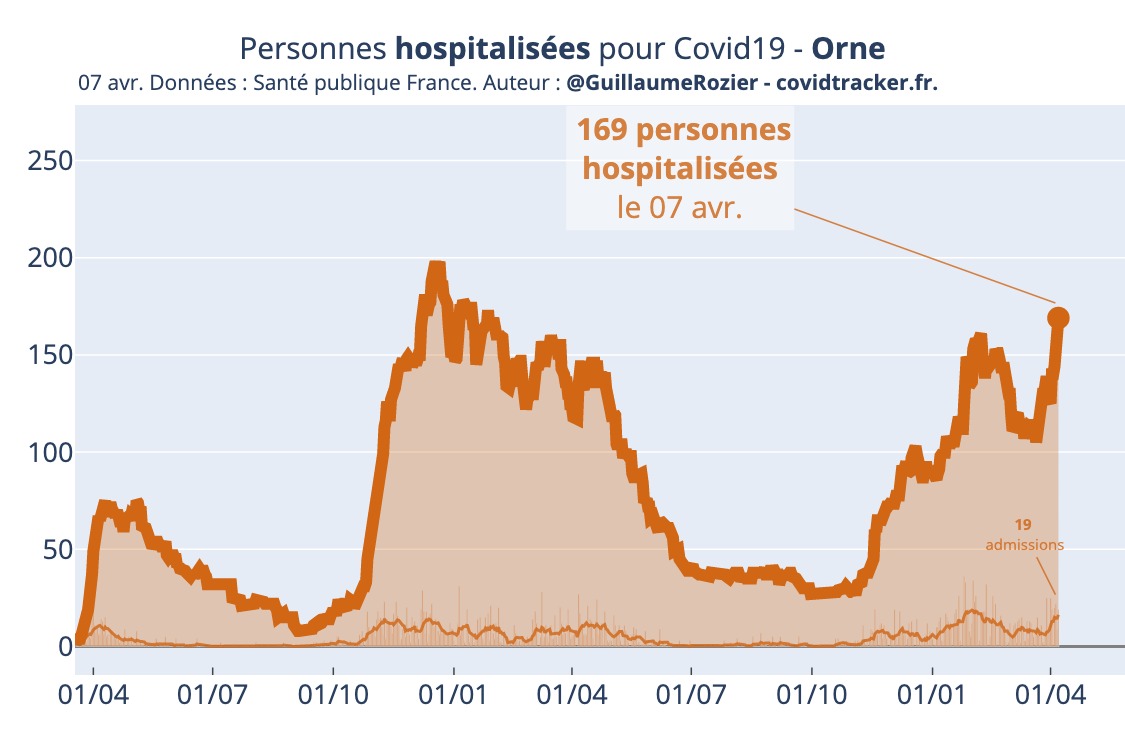 Personnes hospitalisées pour Covid19 - Orne
07 avr. Données : Santé publique France. Auteur : @GuillaumeRozier - covidtracker.fr.
169 personnes
hospitalisées
le 07 avr.
250
200
150
100
50
0
19
admissions
01/04
01/07
01/10
01/01
01/04
01/07
01/10
01/01
01/04